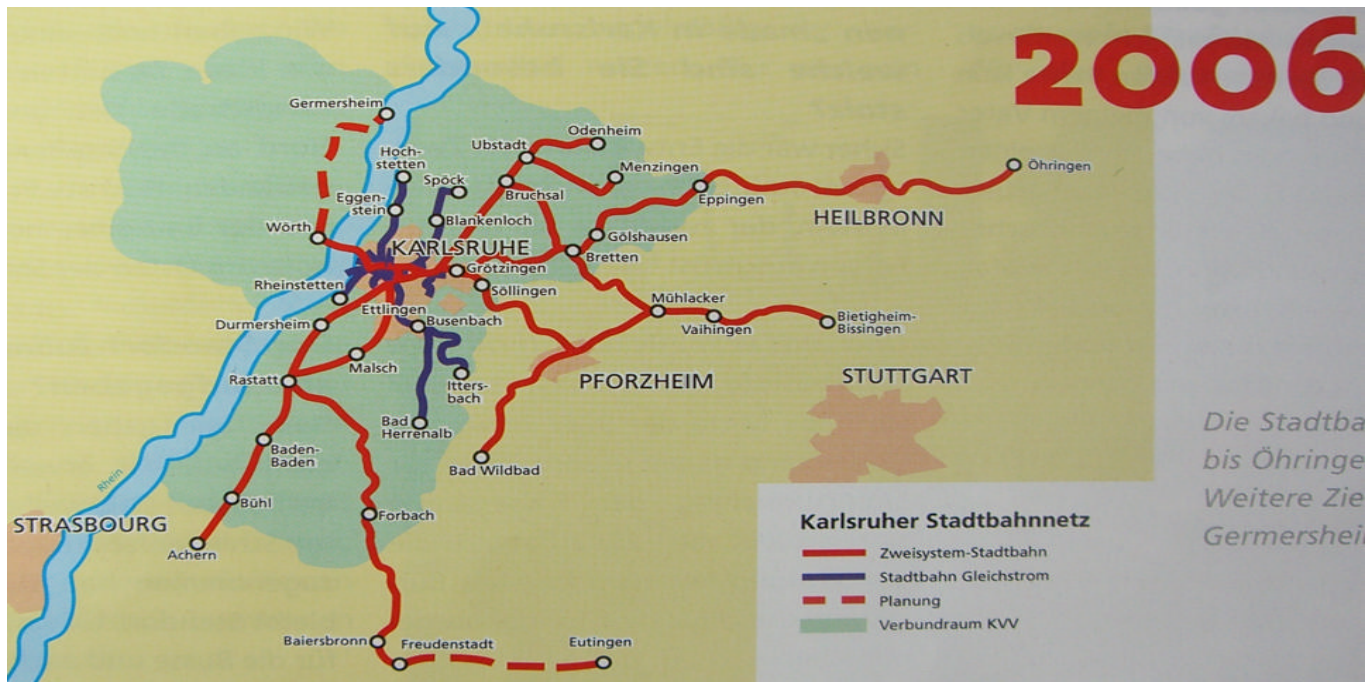 2006
Germersheim
Hoch-
stetten
Spöck
Ubstadt
Odenheim
Menzingen
Bruchsal
Eppingen
Öhringen
Eggen-
stein
Blankenloch
HEILBRONN
Wörth
KARLSRUHE
Gölshausen
Bretten
Grötzingen
Rheinstetten
Söllingen
Mühlacker
Ettlingen
Durmersheim
Busenbach
Vaihingen
Bietigheim-
Bissingen
Malsch
Rastatt
Itters-
bach
PFORZHEIM
STUTTGART
Bad
Herrenalb
Baden-
Baden
Bad Wildbad
Rhein
Bühl
Forbach
STRASBOURG
Achern
Baiersbronn
Freudenstadt
Eutingen
Die Stadtba
bis Öhringe
Weitere Zie
Germershei
Karlsruher Stadtbahnnetz
Zweisystem-Stadtbahn
Stadtbahn Gleichstrom
Planung
Verbundraum KVV